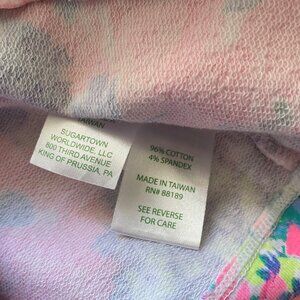 TAIWAN
SUGARTOWN
WORLDWIDE, LLC
800 THIRD AVENUE
KING OF PRUSSIA, PA
96% COTTON
4% SPANDEX
MADE IN TAIWAN
RN# 88189
SEE REVERSE
FOR CARE